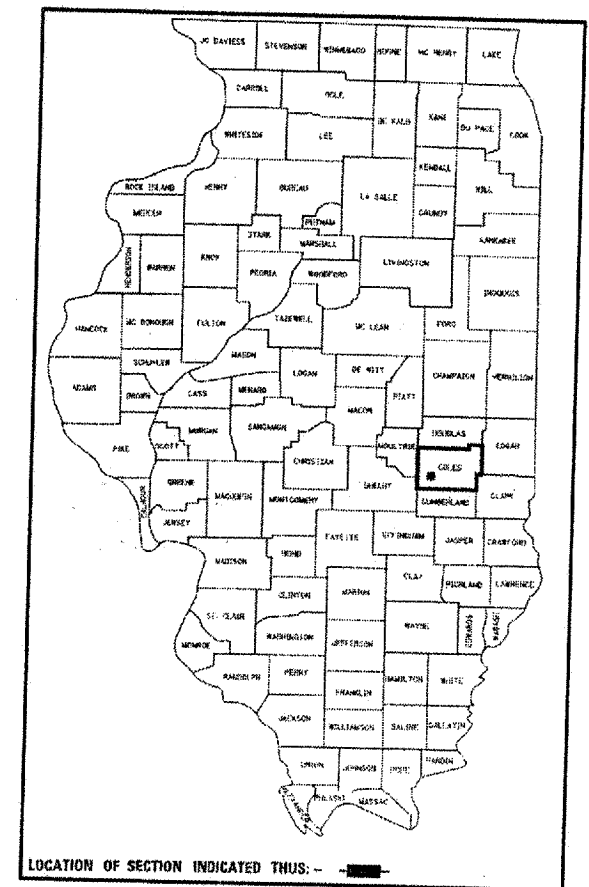 JO DAVIESS STEVENSON WINNEBAGO BOONE MC HENRY LAKE
CARROLL OGLE DE KALB KANE DU PAGE COOK
WHITESIDE LEE KENDALL WILL
ROCK ISLAND HENRY BUREAU LA SALLE GRUNDY
MERCER PUTNAM STARK MARSHALL KANKAKEE
HENDERSON WARREN KNOX PEORIA WOODFORD LIVINGSTON IROQUOIS
HANCOCK MC DONOUGH FULTON TAZEWELL MC LEAN FORD
SCHUYLER MASON LOGAN DE WITT CHAMPAIGN VERMILION
ADAMS BROWN CASS MENARD MACON PIATT
PIKE SCOTT MORGAN SANGAMON CHRISTIAN MOULTRIE DOUGLAS EDGAR
COLES
CALHOUN GREENE MACOUPIN MONTGOMERY SHELBY CUMBERLAND CLARK
JERSEY FAYETTE EFFINGHAM JASPER CRAWFORD
MADISON BOND CLAY RICHLAND LAWRENCE
CLINTON MARION
ST. CLAIR WASHINGTON JEFFERSON WAYNE EDWARDS WABASH
MONROE RANDOLPH PERRY HAMILTON WHITE
FRANKLIN
JACKSON WILLIAMSON SALINE GALLATIN
UNION JOHNSON POPE HARDIN
ALEXANDER PULASKI MASSAC
LOCATION OF SECTION INDICATED THUS: -